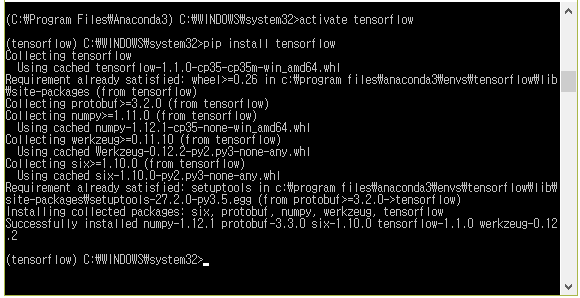 (C:₩Program Files₩Anaconda3) C:₩WINDOWS₩system32>activate tensorflow
(tensorflow) C:₩WINDOWS₩system32>pip install tensorflow
Collecting tensorflow
  Using cached tensorflow-1.1.0-cp35-cp35m-win_amd64.whl
Requirement already satisfied: wheel>=0.26 in c:₩program files₩anaconda3₩envs₩tensorflow₩lib
₩site-packages (from tensorflow)
Collecting protobuf>=3.2.0 (from tensorflow)
Collecting numpy>=1.11.0 (from tensorflow)
  Using cached numpy-1.12.1-cp35-none-win_amd64.whl
Collecting werkzeug>=0.11.10 (from tensorflow)
  Using cached Werkzeug-0.12.2-py2.py3-none-any.whl
Collecting six>=1.10.0 (from tensorflow)
  Using cached six-1.10.0-py2.py3-none-any.whl
Requirement already satisfied: setuptools in c:₩program files₩anaconda3₩envs₩tensorflow₩lib₩
site-packages₩setuptools-27.2.0-py3.5.egg (from protobuf>=3.2.0->tensorflow)
Installing collected packages: six, protobuf, numpy, werkzeug, tensorflow
Successfully installed numpy-1.12.1 protobuf-3.3.0 six-1.10.0 tensorflow-1.1.0 werkzeug-0.12
.2
(tensorflow) C:₩WINDOWS₩system32>